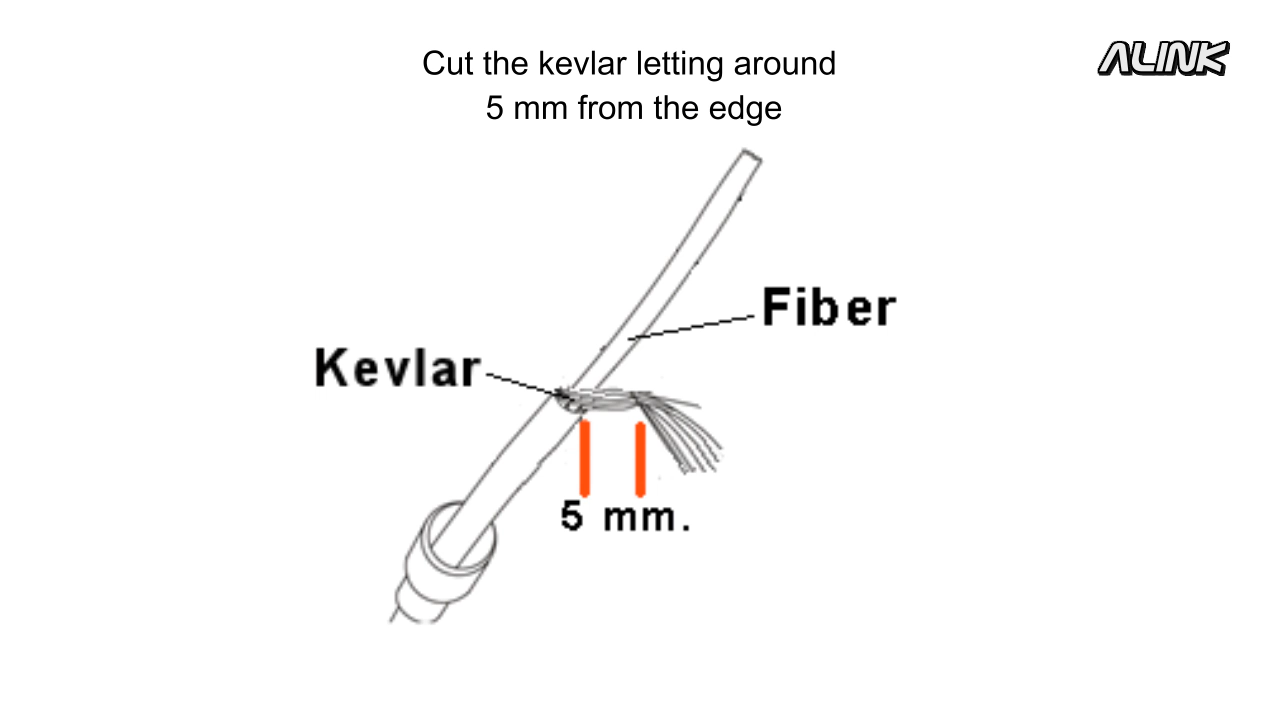 Cut the kevlar letting around
5 mm from the edge
ALINK
Fiber
Kevlar
5 mm.